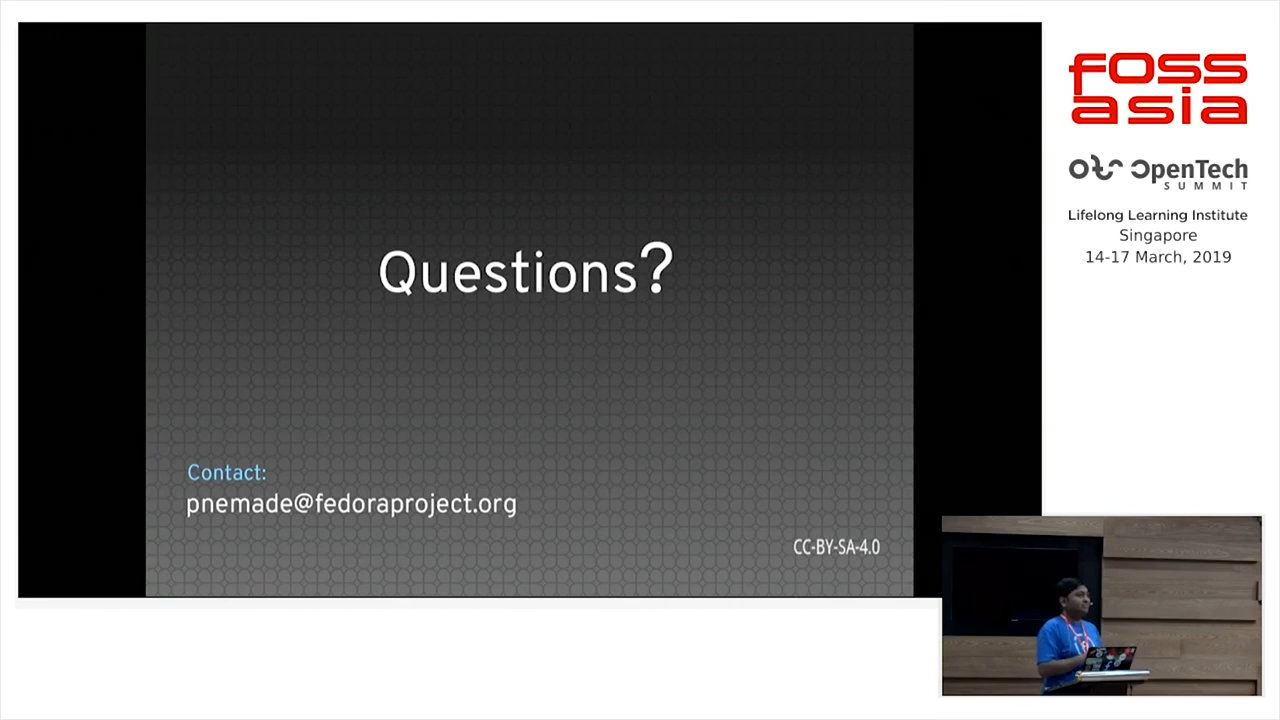 Questions?
Contact:
pnemade@fedoraproject.org
CC-BY-SA-4.0
fOSS
asia
OpenTech
SUMMIT
Lifelong Learning Institute
Singapore
14-17 March, 2019